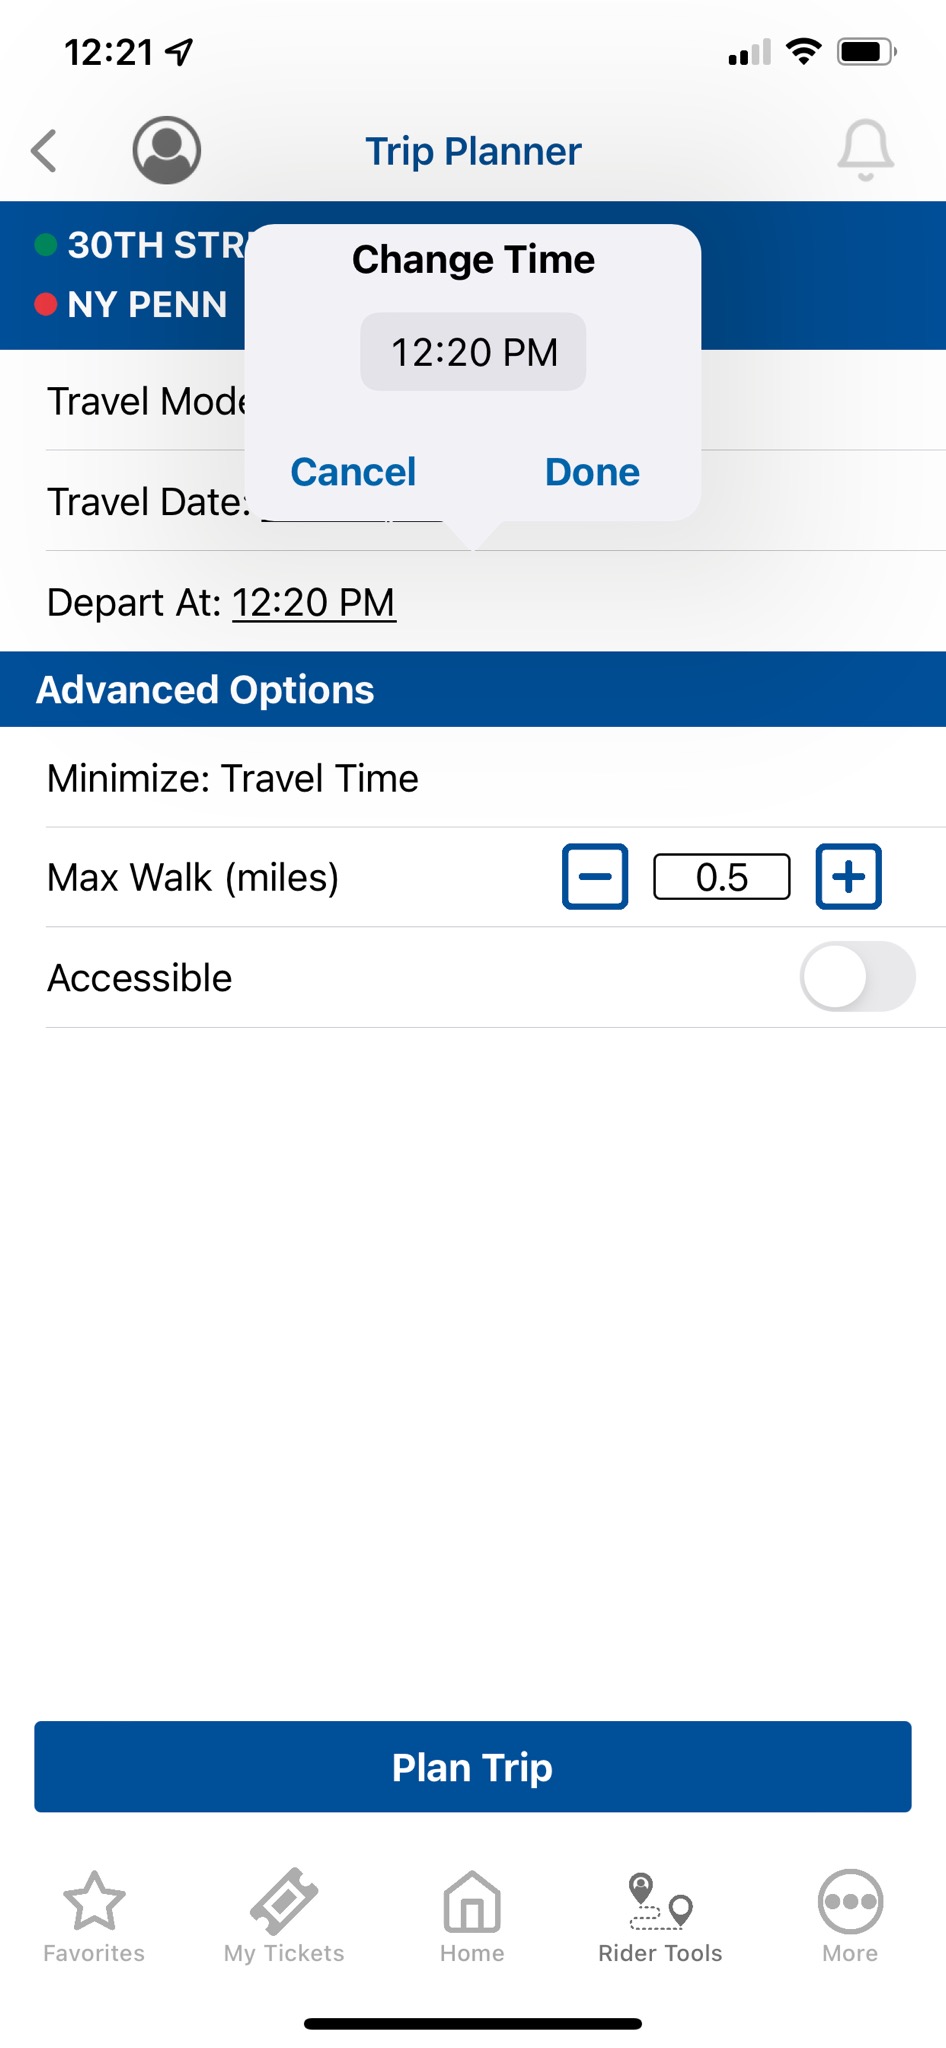 12:21
Trip Planner
30TH
NY PENN
Change Time
12:20 PM
Cancel
Done
Travel
Travel Date:
Depart At: 12:20 PM
Advanced Options
Minimize: Travel Time
Max Walk (miles)
0.5
Accessible
Plan Trip
Favorites
My Tickets
Home
Rider Tools
More